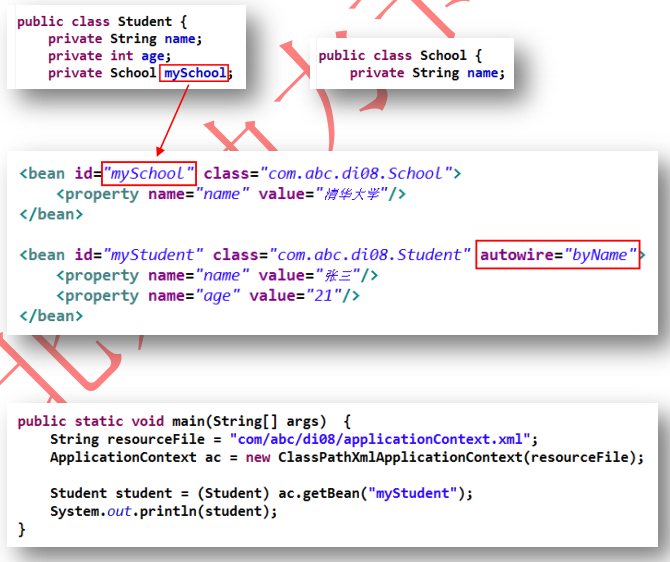 public class Student {
    private String name;
    private int age;
    private School mySchool;
public class School {
    private String name;
<bean id="mySchool" class="com.abc.di08.School">
    <property name="name" value="清华大学"/>
</bean>
<bean id="myStudent" class="com.abc.di08.Student" autowire="byName">
    <property name="name" value="张三"/>
    <property name="age" value="21"/>
</bean>
public static void main(String[] args)  {
    String resourceFile = "com/abc/di08/applicationContext.xml";
    ApplicationContext ac = new ClassPathXmlApplicationContext(resourceFile);
    Student student = (Student) ac.getBean("myStudent");
    System.out.println(student);
}